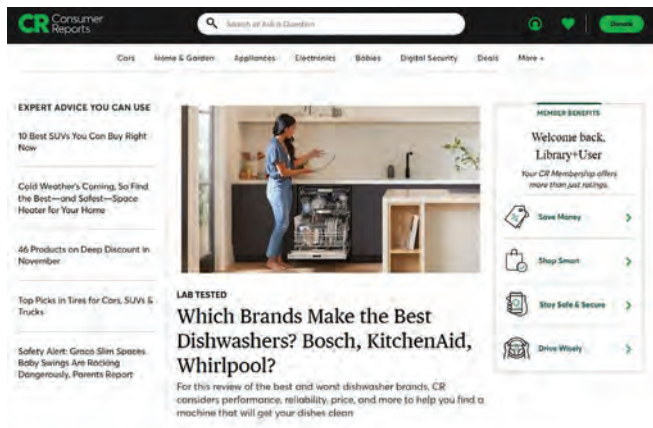 CR Consumer
Reports
Search or Ask a Question
Donate
Cars Home & Garden Appliances Electronics Babies Digital Security Deals More +
EXPERT ADVICE YOU CAN USE
10 Best SUVs You Can Buy Right
Now
Cold Weather's Coming, So Find
the Best—and Safest—Space
Heater for Your Home
46 Products on Deep Discount in
November
Top Picks in Tires for Cars, SUVs &
Trucks
Safety Alert: Graco Slim Spaces
Baby Swings Are Rocking
Dangerously, Parents Report
LAB TESTED
Which Brands Make the Best
Dishwashers? Bosch, KitchenAid,
Whirlpool?
For this review of the best and worst dishwasher brands, CR
considers performance, reliability, price, and more to help you find a
machine that will get your dishes clean
MEMBER BENEFITS
Welcome back,
Library+User
Your CR Membership offers
more than just ratings.
Save Money
Shop Smart
Stay Safe & Secure
Drive Wisely